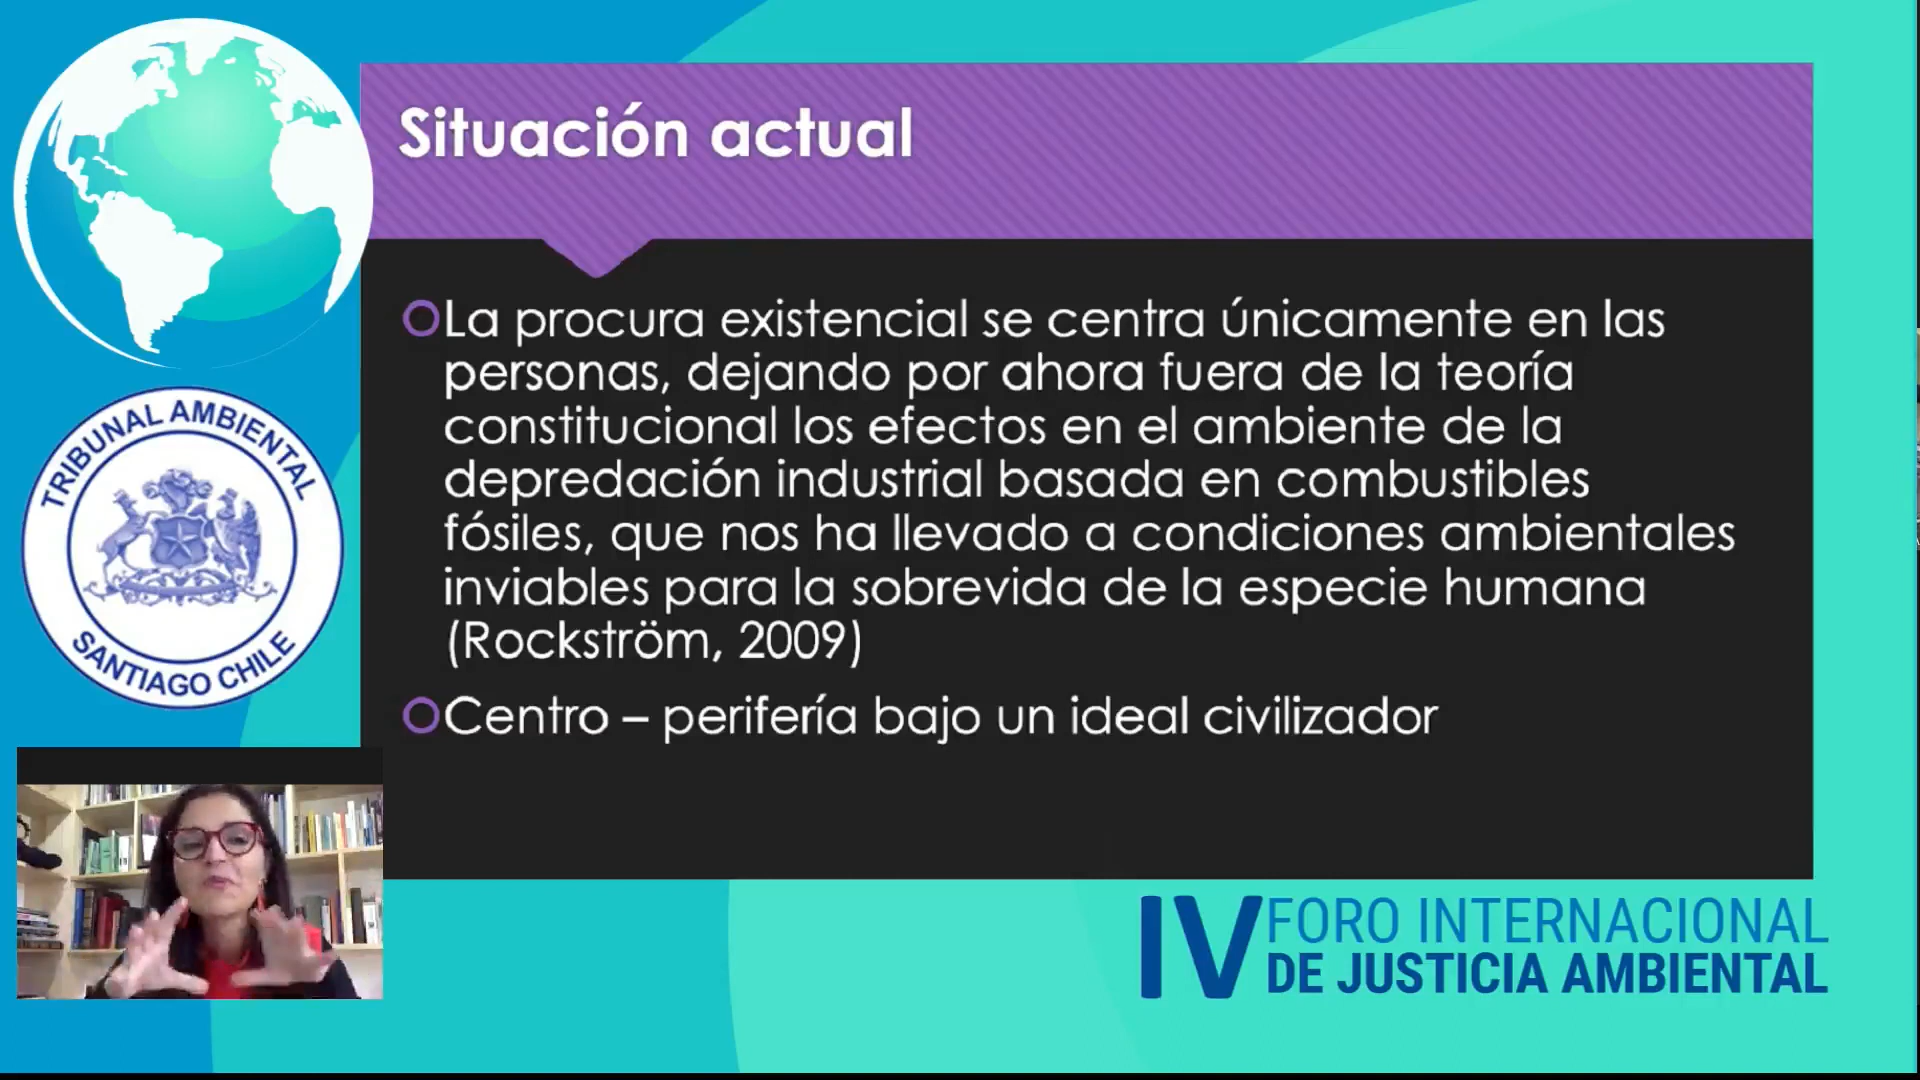 Situación actual
La procura existencial se centra únicamente en las
personas, dejando por ahora fuera de la teoría
constitucional los efectos en el ambiente de la
depredación industrial basada en combustibles
fósiles, que nos ha llevado a condiciones ambientales
inviables para la sobrevida de la especie humana
(Rockström, 2009)
Centro – perifería bajo un ideal civilizador
TRIBUNAL AMBIENTAL
SANTIAGO CHILE
IV FORO INTERNACIONAL
DE JUSTICIA AMBIENTAL